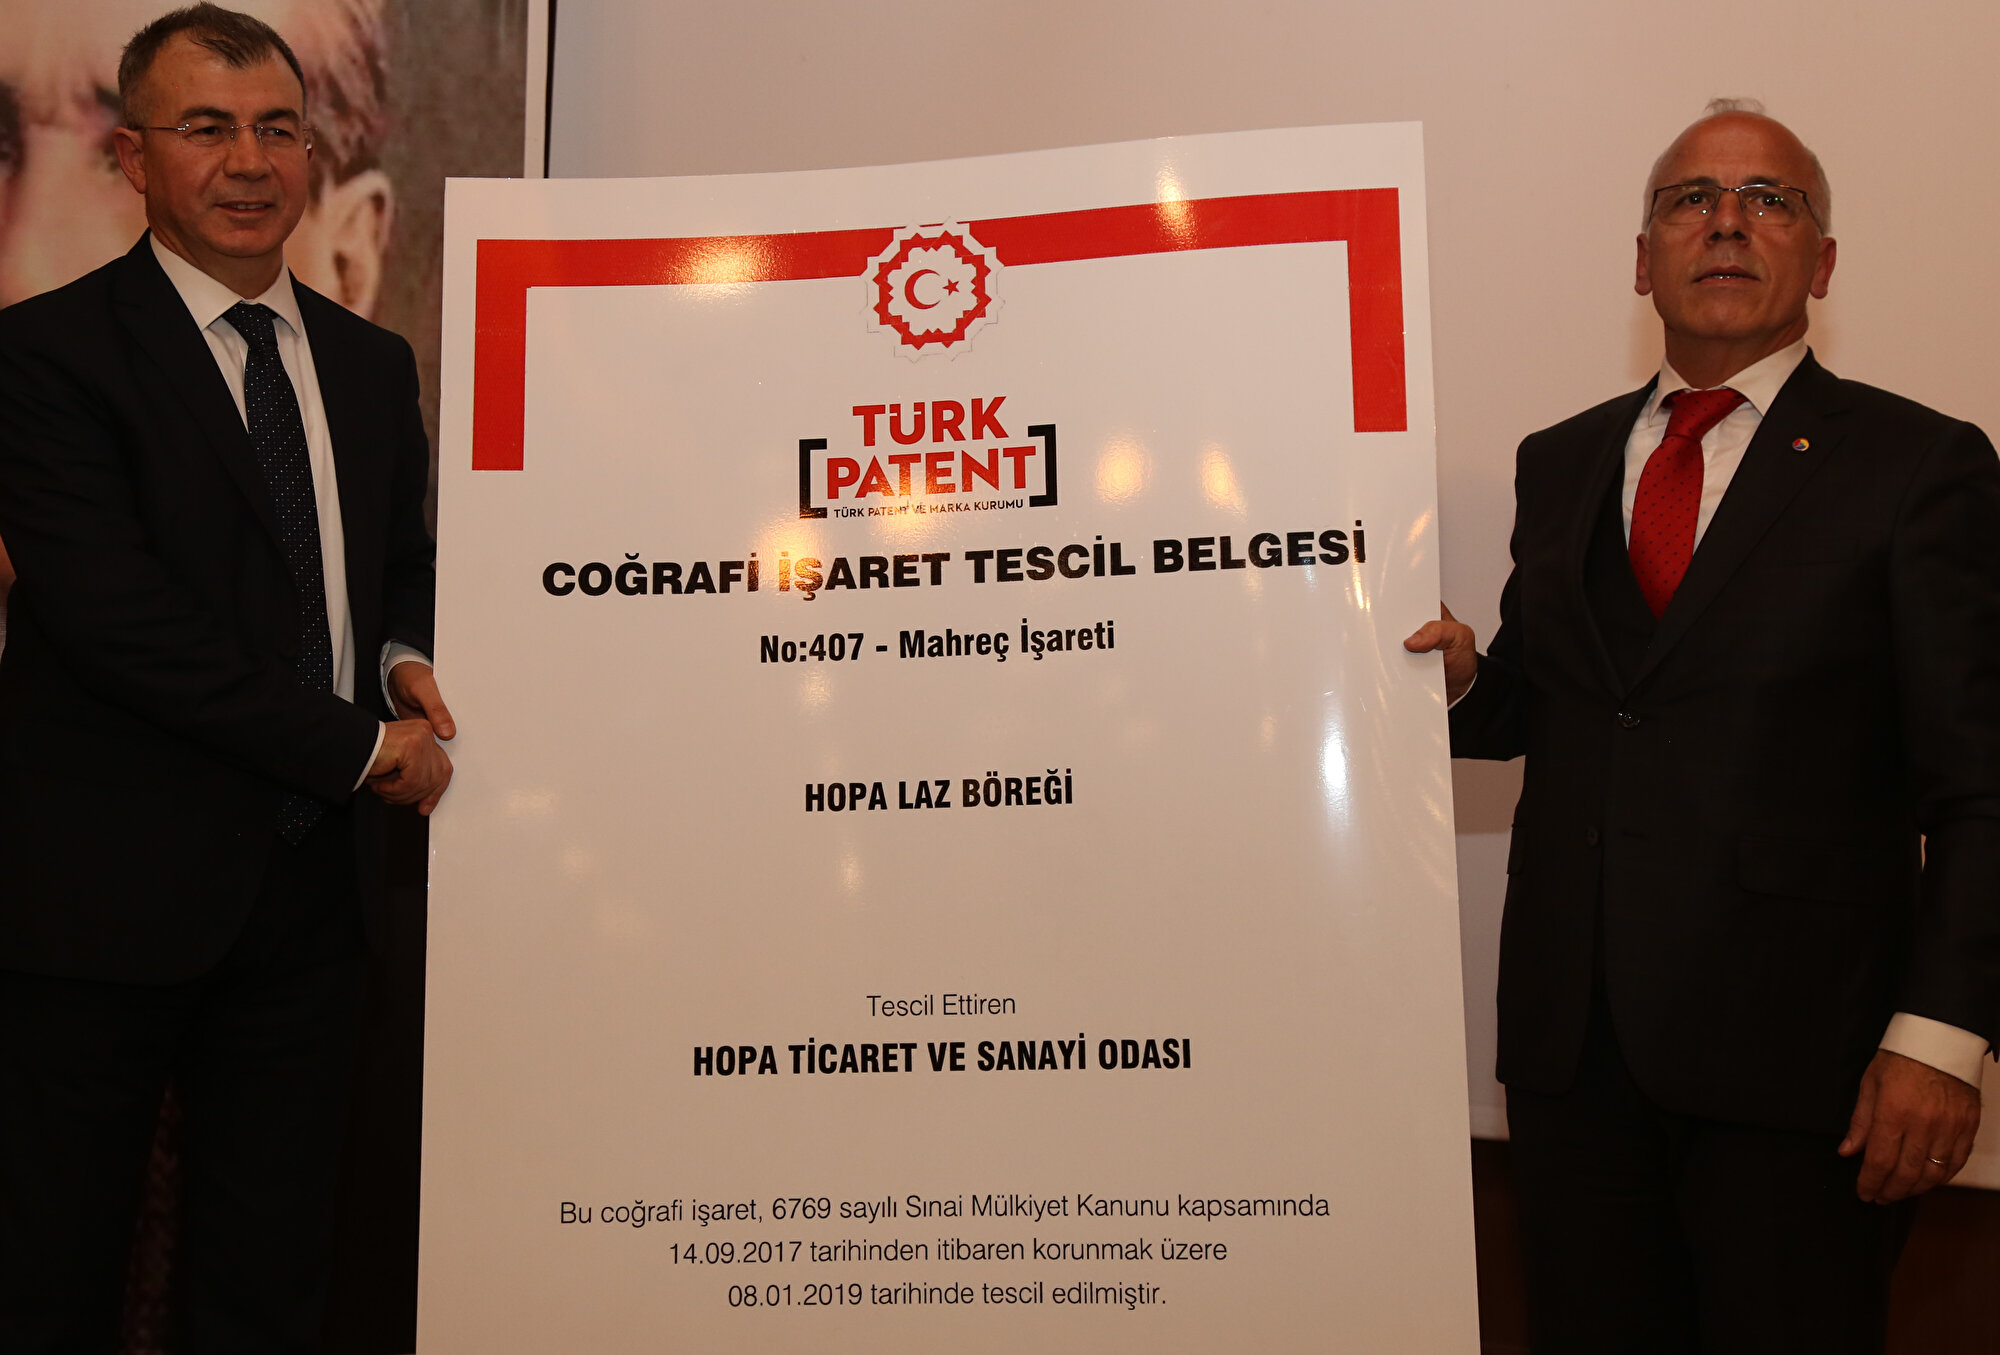 TÜRK
PATENT
TÜRK PATENT VE MARKA KURUMU
COĞRAFİ İŞARET TESCİL BELGESİ
No:407 - Mahreç İşareti
HOPA LAZ BÖREĞİ
Tescil Ettiren
HOPA TİCARET VE SANAYİ ODASI
Bu coğrafi işaret, 6769 sayılı Sınai Mülkiyet Kanunu kapsamında
14.09.2017 tarihinden itibaren korunmak üzere
08.01.2019 tarihinde tescil edilmiştir.